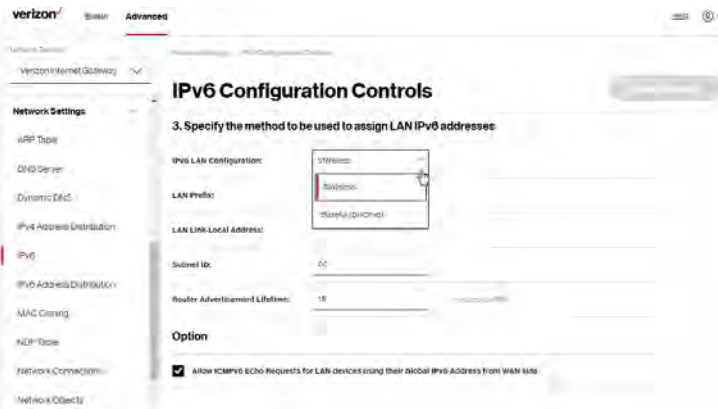 verizon✓
Basic
Advanced
Verizon Internet Gateway
Network Settings
ARP Table
DNS Server
Dynamic DNS
IPv4 Address Distribution
IPv6
IPv6 Address Distribution
MAC Cloning
NDP Table
Network Connections
Network Objects
IPv6 Configuration Controls
3. Specify the method to be used to assign LAN IPv6 addresses
IPv6 LAN Configuration:
Stateless
Stateless
Stateful (DHCPv6)
LAN Prefix:
LAN Link-Local Address:
Subnet ID:
Router Advertisement Lifetime:
Option
Allow ICMPv6 Echo Requests for LAN devices using their Global IPv6 Address from WAN side